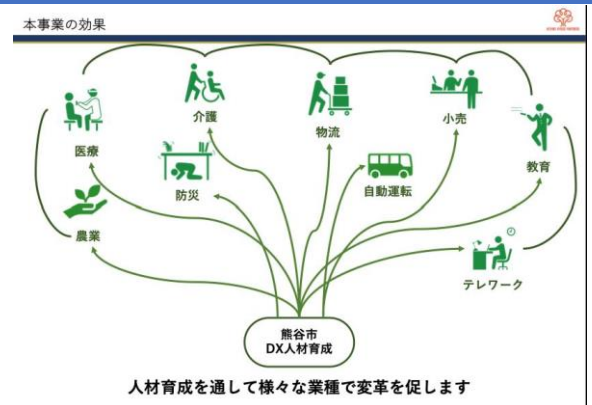 本事業の効果
介護
物流
小売
医療
教育
防災
自動運転
農業
テレワーク
熊谷市
DX人材育成
人材育成を通して様々な業種で変革を促します